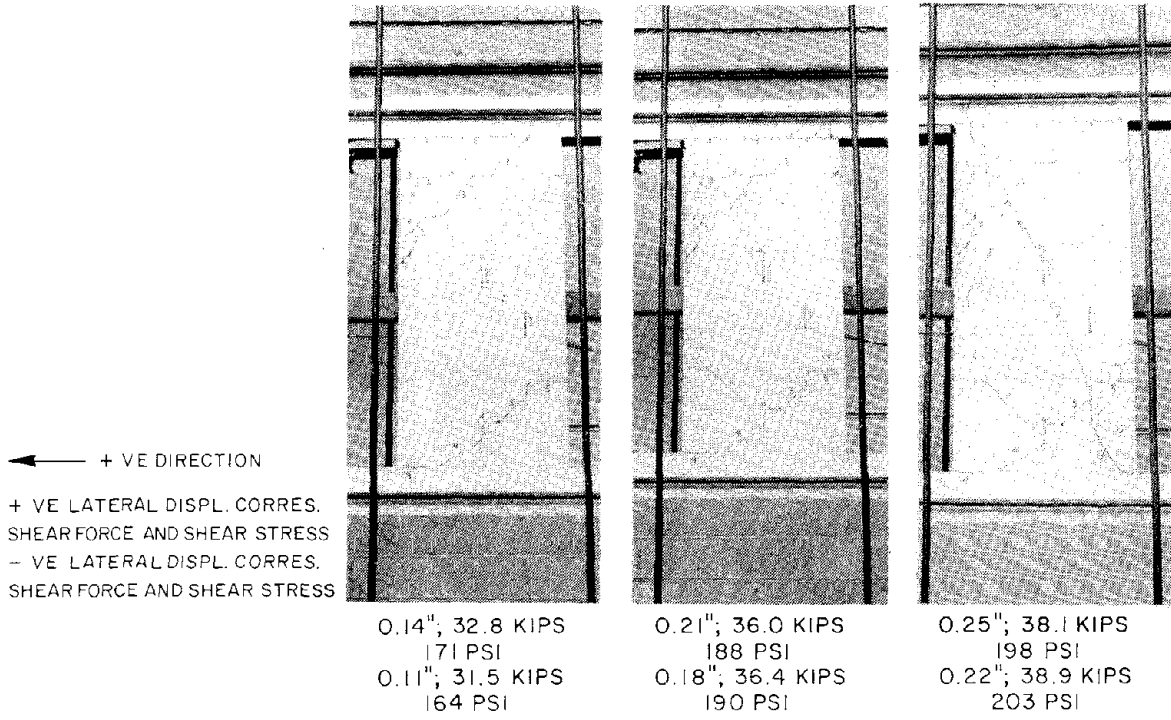 + VE DIRECTION
+ VE LATERAL DISPL. CORRES.
SHEAR FORCE AND SHEAR STRESS
- VE LATERAL DISPL. CORRES.
SHEAR FORCE AND SHEAR STRESS
0.14"; 32.8 KIPS
171 PSI
0.11"; 31.5 KIPS
164 PSI
0.21"; 36.0 KIPS
188 PSI
0.18"; 36.4 KIPS
190 PSI
0.25"; 38.1 KIPS
198 PSI
0.22"; 38.9 KIPS
203 PSI